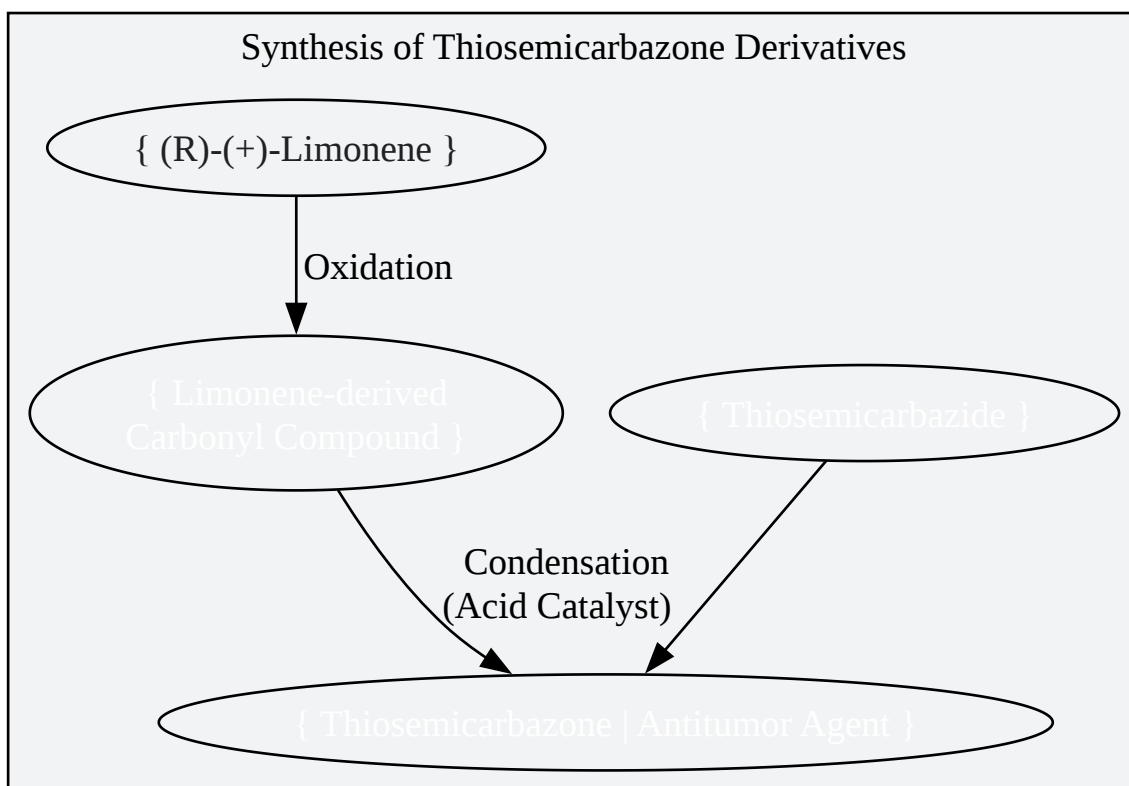 Synthesis of Thiosemicarbazone Derivatives
{ (R)-(+)-Limonene }
Oxidation
{ Limonene-derived
Carbonyl Compound }
{ Thiosemicarbazide }
Condensation
(Acid Catalyst)
{ Thiosemicarbazone | Antitumor Agent }